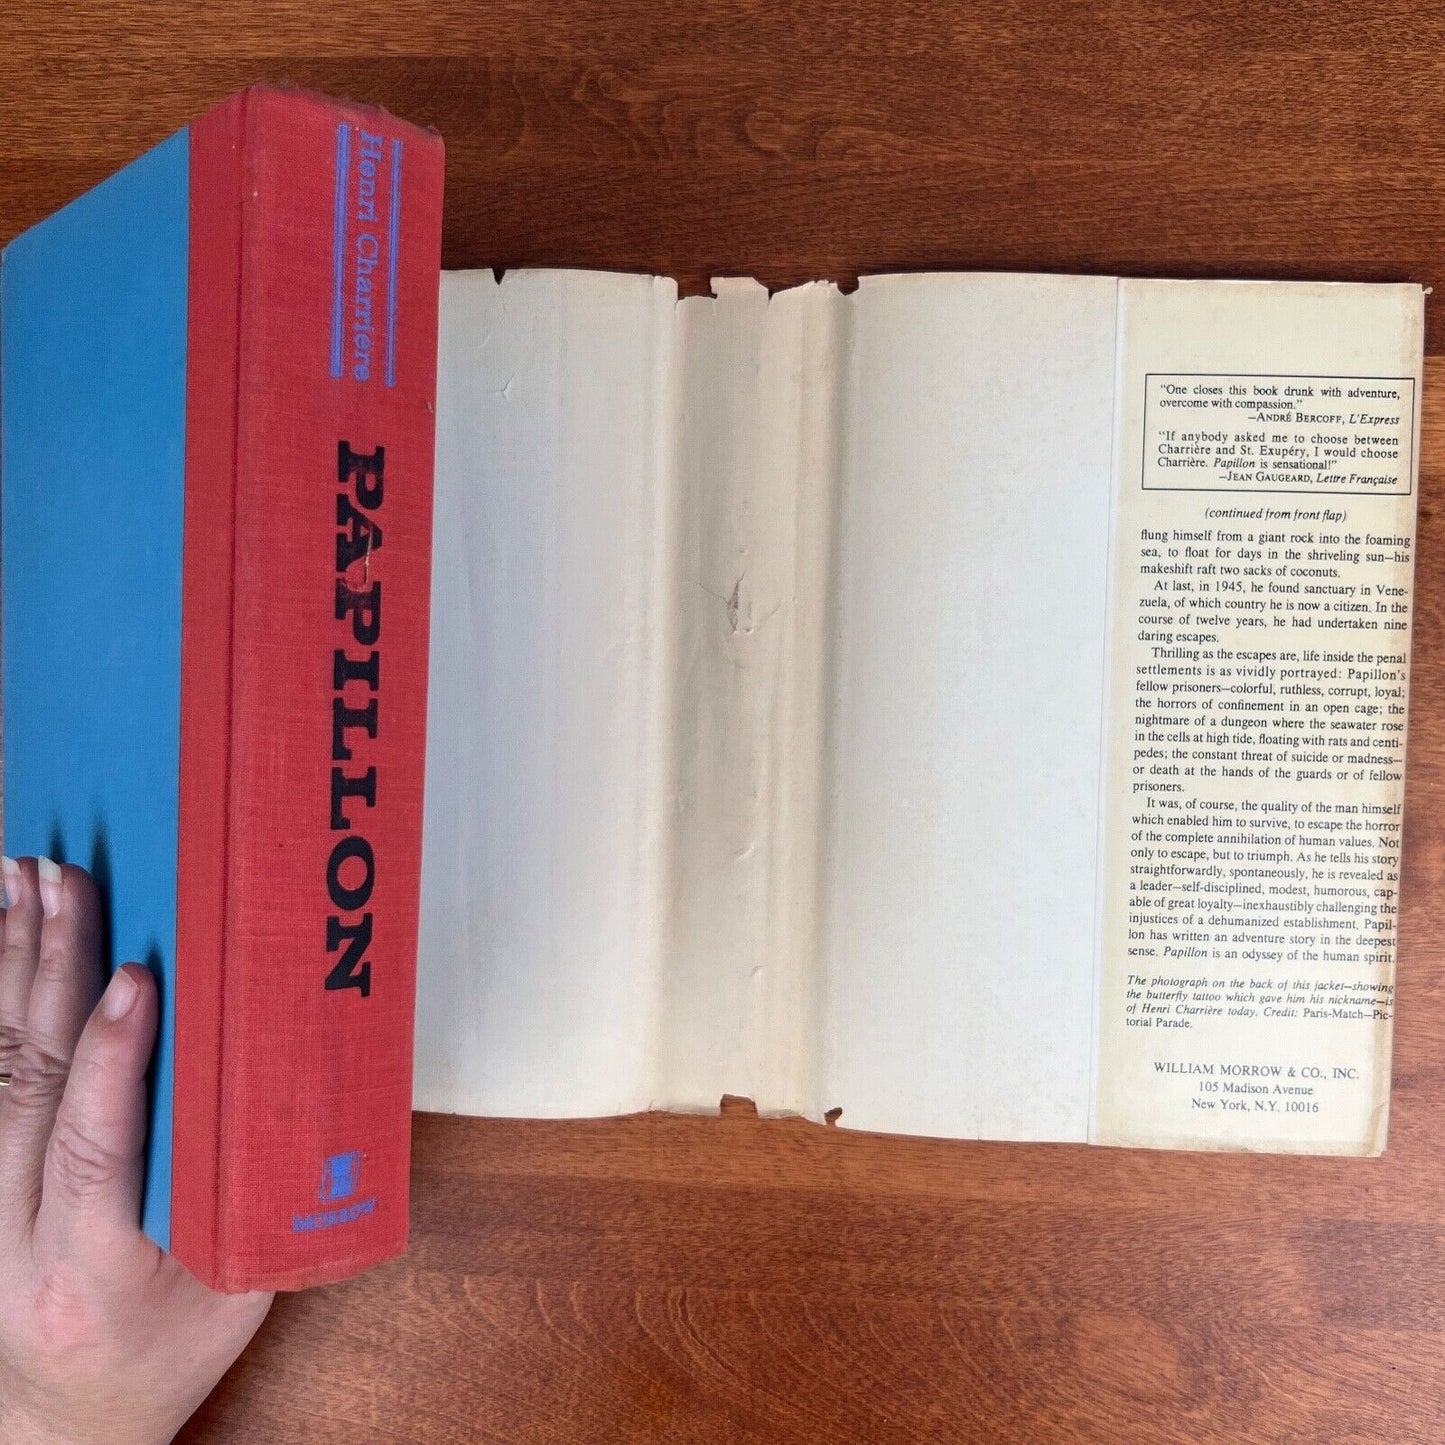 Henri Charrière
PAPILLON
MORROW
"One closes this book drunk with adventure,
overcome with compassion."
—ANDRÉ BERCOFF, L'Express
"If anybody asked me to choose between
Charrière and St. Exupéry, I would choose
Charrière. Papillon is sensational!"
—JEAN GAUGEARD, Lettre Française
(continued from front flap)
flung himself from a giant rock into the foaming
sea, to float for days in the shriveling sun—his
makeshift raft two sacks of coconuts.
At last, in 1945, he found sanctuary in Vene-
zuela, of which country he is now a citizen. In the
course of twelve years, he had undertaken nine
daring escapes.
Thrilling as the escapes are, life inside the penal
settlements is as vividly portrayed: Papillon's
fellow prisoners—colorful, ruthless, corrupt, loyal;
the horrors of confinement in an open cage; the
nightmare of a dungeon where the seawater rose
in the cells at high tide, floating with rats and centi-
pedes; the constant threat of suicide or madness—
or death at the hands of the guards or of fellow
prisoners.
It was, of course, the quality of the man himself
which enabled him to survive, to escape the horror
of the complete annihilation of human values. Not
only to escape, but to triumph. As he tells his story
straightforwardly, spontaneously, he is revealed as
a leader—self-disciplined, modest, humorous, cap-
able of great loyalty—inexhaustibly challenging the
injustices of a dehumanized establishment. Papil-
lon has written an adventure story in the deepest
sense. Papillon is an odyssey of the human spirit.
The photograph on the back of this jacket—showing
the butterfly tattoo which gave him his nickname—is
of Henri Charrière today. Credit: Paris-Match—Pic-
torial Parade.
WILLIAM MORROW & CO., INC.
105 Madison Avenue
New York, N.Y. 10016